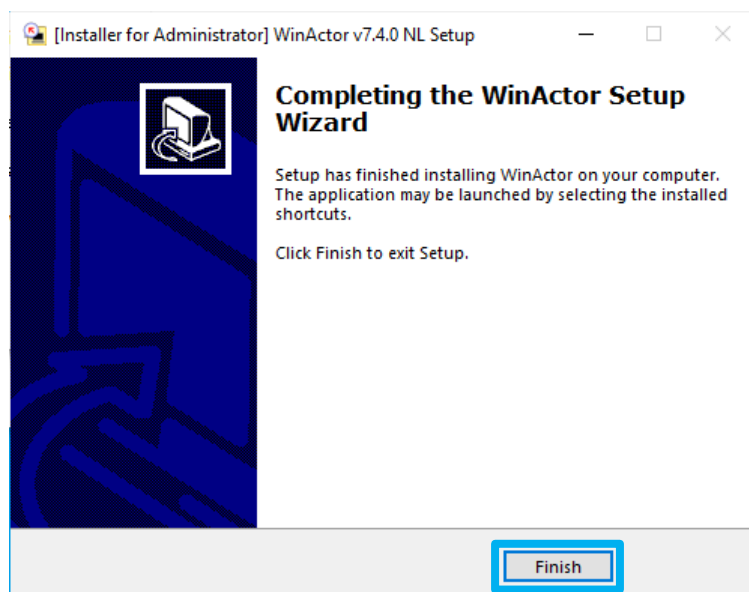 [Installer for Administrator] WinActor v7.4.0 NL Setup
Completing the WinActor Setup
Wizard
Setup has finished installing WinActor on your computer.
The application may be launched by selecting the installed
shortcuts.
Click Finish to exit Setup.
Finish